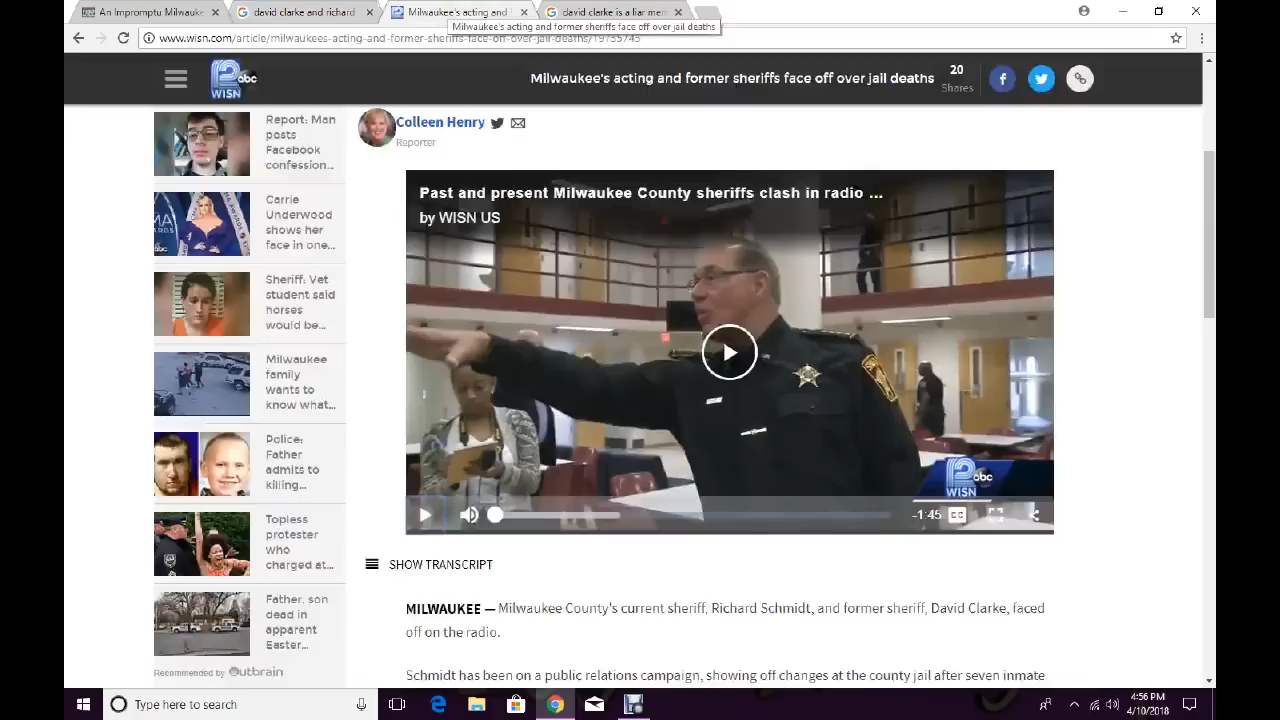 An Impromptu Milwauke
david clarke and richard
Milwaukee's acting and
david clarke is a liar mem
Milwaukee's acting and former sheriffs face off over jail deaths
www.wisn.com/article/milwaukees-acting-and-former-sheriffs-face-off-over-jail-deaths/19735745
12 abc
WISN
Milwaukee's acting and former sheriffs face off over jail deaths
20
Shares
Report: Man
posts
Facebook
confession...
Carrie
Underwood
shows her
face in one...
Sheriff: Vet
student said
horses
would be...
Milwaukee
family
wants to
know what...
Police:
Father
admits to
killing...
Topless
protester
who
charged at...
Father, son
dead in
apparent
Easter...
Recommended by Outbrain
Colleen Henry
Reporter
Past and present Milwaukee County sheriffs clash in radio ...
by WISN US
12 abc
WISN
-1:45
CC
SHOW TRANSCRIPT
MILWAUKEE — Milwaukee County's current sheriff, Richard Schmidt, and former sheriff, David Clarke, faced
off on the radio.
Schmidt has been on a public relations campaign, showing off changes at the county jail after seven inmate
Type here to search
4:56 PM
4/10/2018